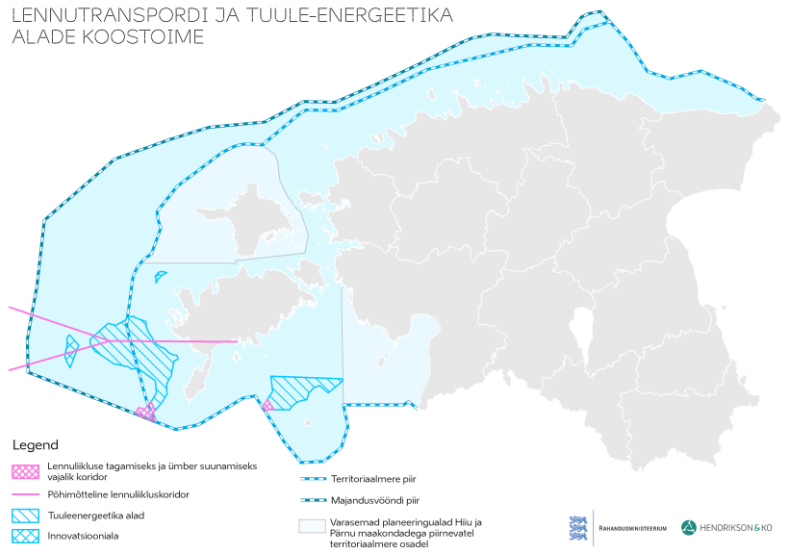 LENNUTRANSPORDI JA TUULE-ENERGEETIKA
ALADE KOOSTOIME
Legend
Lennuliikluse tagamiseks ja ümber suunamiseks
vajalik koridor
Põhimõtteline lennuliikluskoridor
Tuuleenergeetika alad
Innovatsiooniala
Territoriaalmere piir
Majandusvööndi piir
Varasemad planeeringualad Hiiu ja
Pärnu maakondadega piirnevatel
territoriaalmere osadel
RAHANDUSMINISTEERIUM
HENDRIKSON & KO